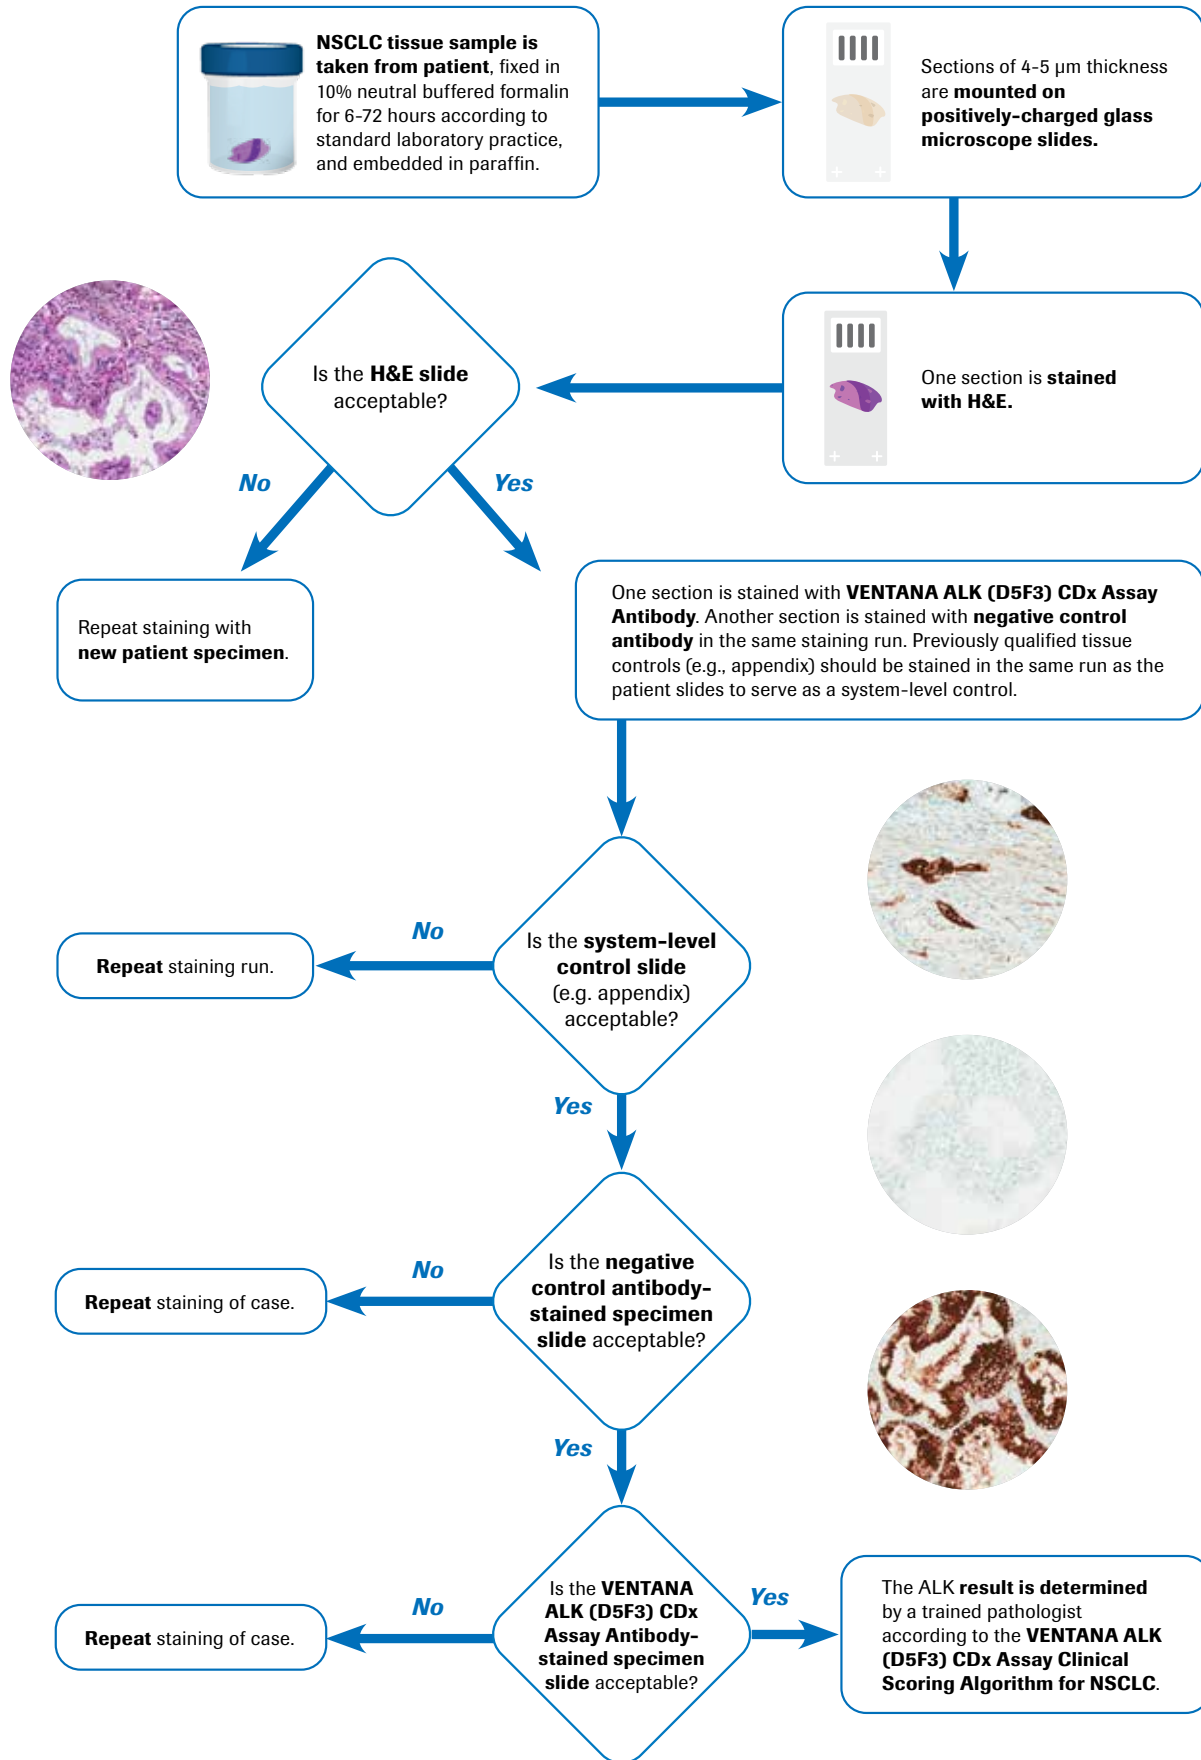 NSCLC tissue sample is
taken from patient, fixed in
10% neutral buffered formalin
for 6-72 hours according to
standard laboratory practice,
and embedded in paraffin.
Sections of 4-5 µm thickness
are mounted on
positively-charged glass
microscope slides.
One section is stained
with H&E.
Is the H&E slide
acceptable?
No
Yes
Repeat staining with
new patient specimen.
One section is stained with VENTANA ALK (D5F3) CDx Assay
Antibody. Another section is stained with negative control
antibody in the same staining run. Previously qualified tissue
controls (e.g., appendix) should be stained in the same run as the
patient slides to serve as a system-level control.
Is the system-level
control slide
(e.g. appendix)
acceptable?
No
Repeat staining run.
Yes
Is the negative
control antibody-
stained specimen
slide acceptable?
No
Repeat staining of case.
Yes
Is the VENTANA
ALK (D5F3) CDx
Assay Antibody-
stained specimen
slide acceptable?
No
Repeat staining of case.
Yes
The ALK result is determined
by a trained pathologist
according to the VENTANA ALK
(D5F3) CDx Assay Clinical
Scoring Algorithm for NSCLC.